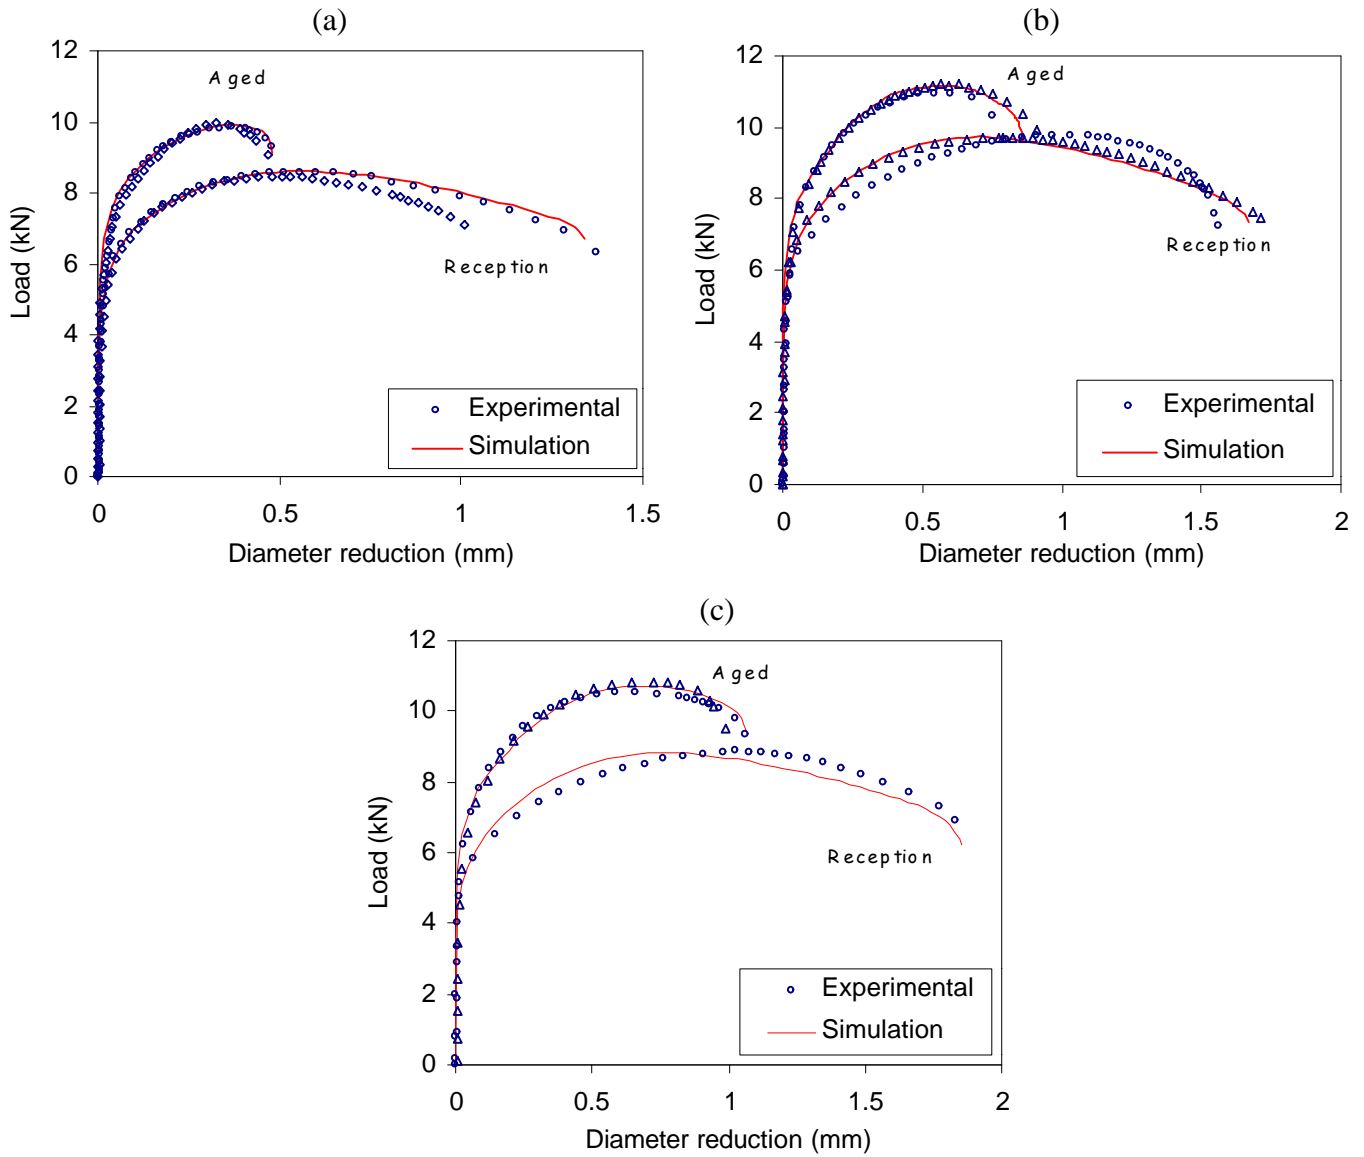 (a)
12
10
8
6
4
2
0
Load (kN)
Aged
Reception
Experimental
Simulation
0 0.5 1 1.5
Diameter reduction (mm)
(b)
12
10
8
6
4
2
0
Load (kN)
Aged
Reception
Experimental
Simulation
0 0.5 1 1.5 2
Diameter reduction (mm)
(c)
12
10
8
6
4
2
0
Load (kN)
Aged
Reception
Experimental
Simulation
0 0.5 1 1.5 2
Diameter reduction (mm)